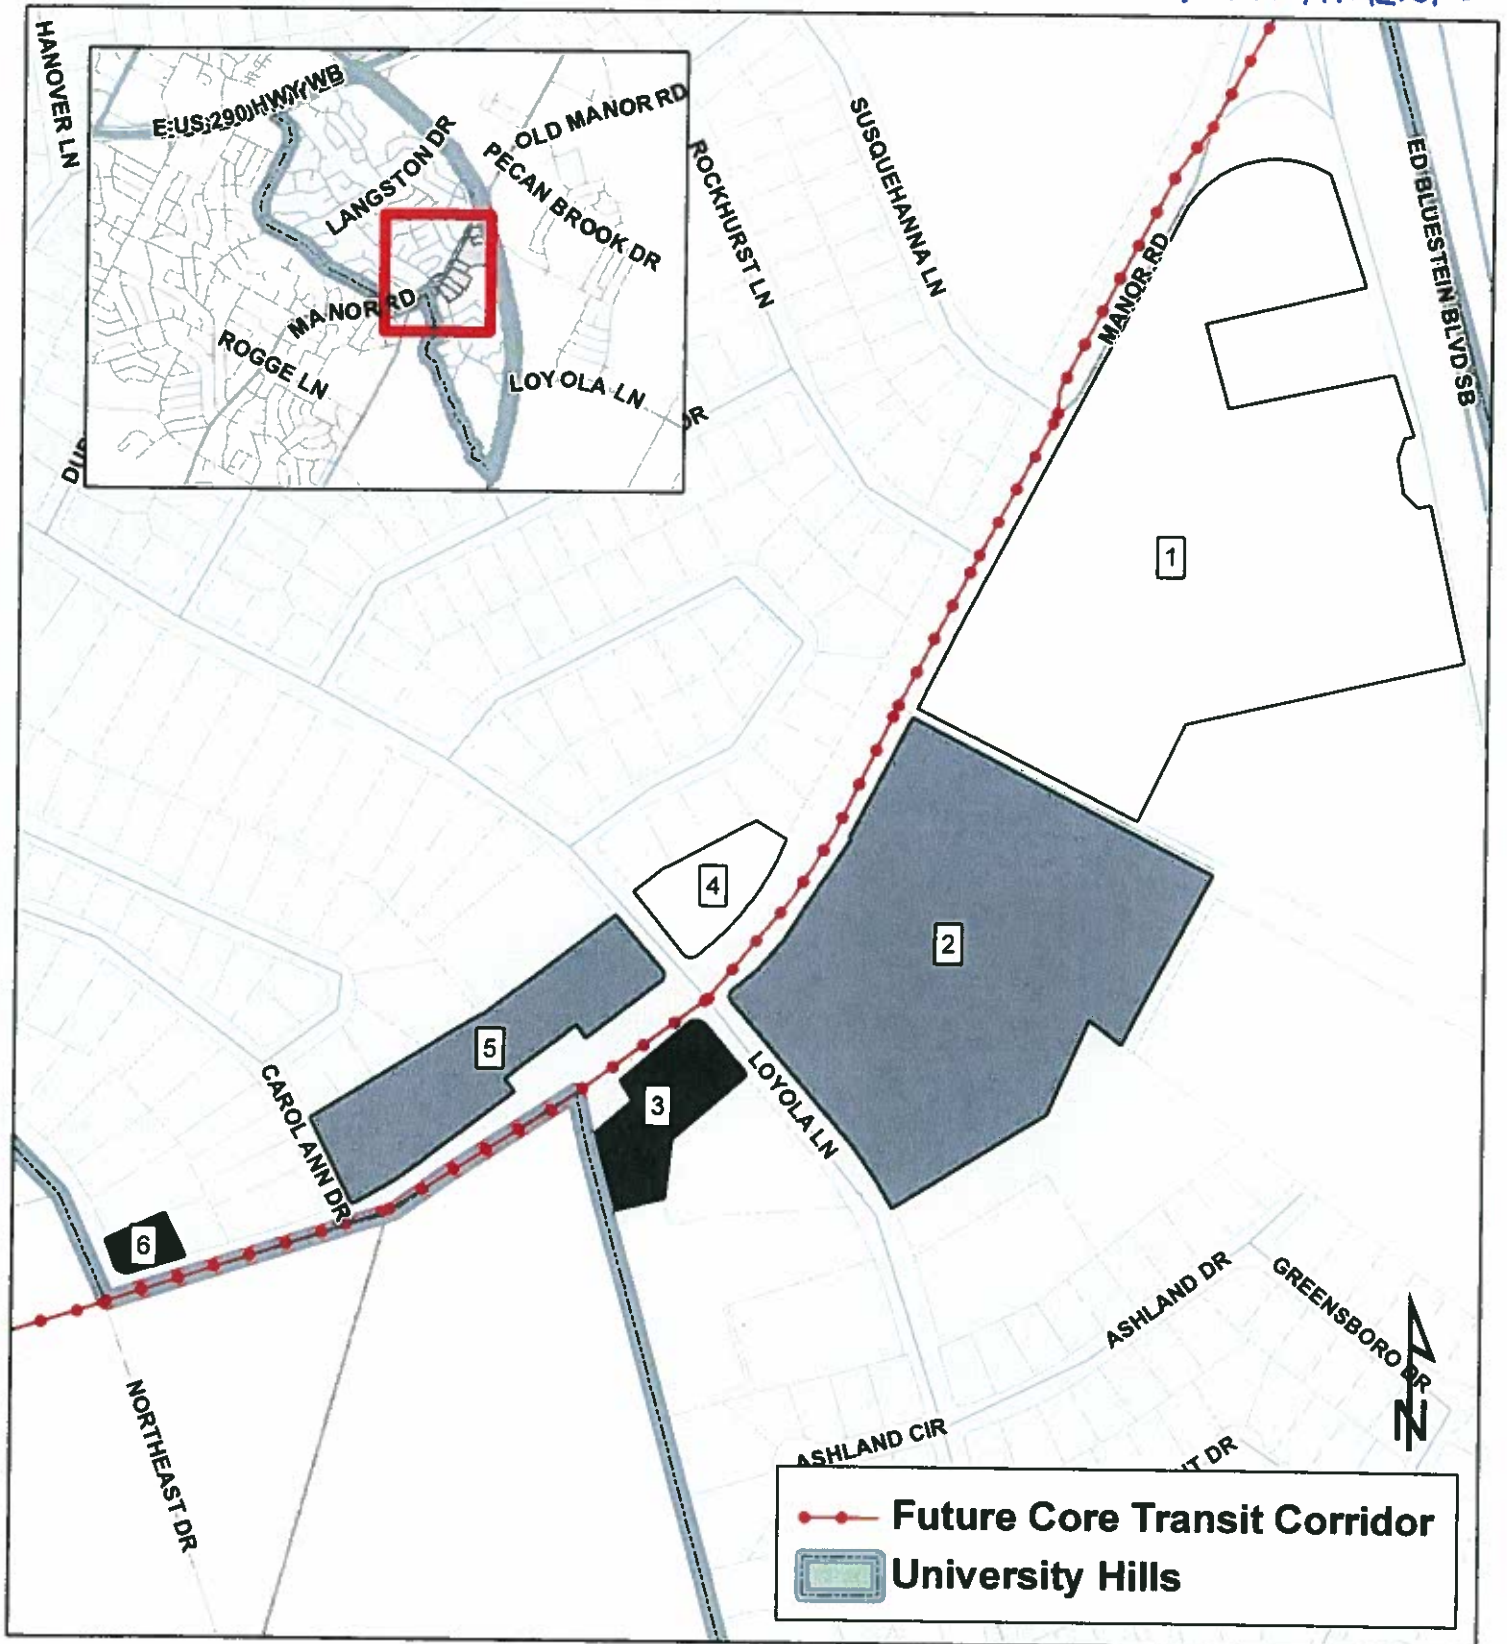 HANOVER LN
E US 290 HWY WB
LANGSTON DR
OLD MANOR RD
PECAN BROOK DR
MANOR RD
ROGGE LN
LOYOLA LN
ROCKHURST LN
SUSQUEHANNA LN
MANOR RD
ED BLUESTEIN BLVD SB
DR
1
2
4
5
3
6
LOYOLA LN
CAROL ANN DR
NORTHEAST DR
ASHLAND DR
GREENSBORO DR
ASHLAND CIR
DR
N
Future Core Transit Corridor
University Hills